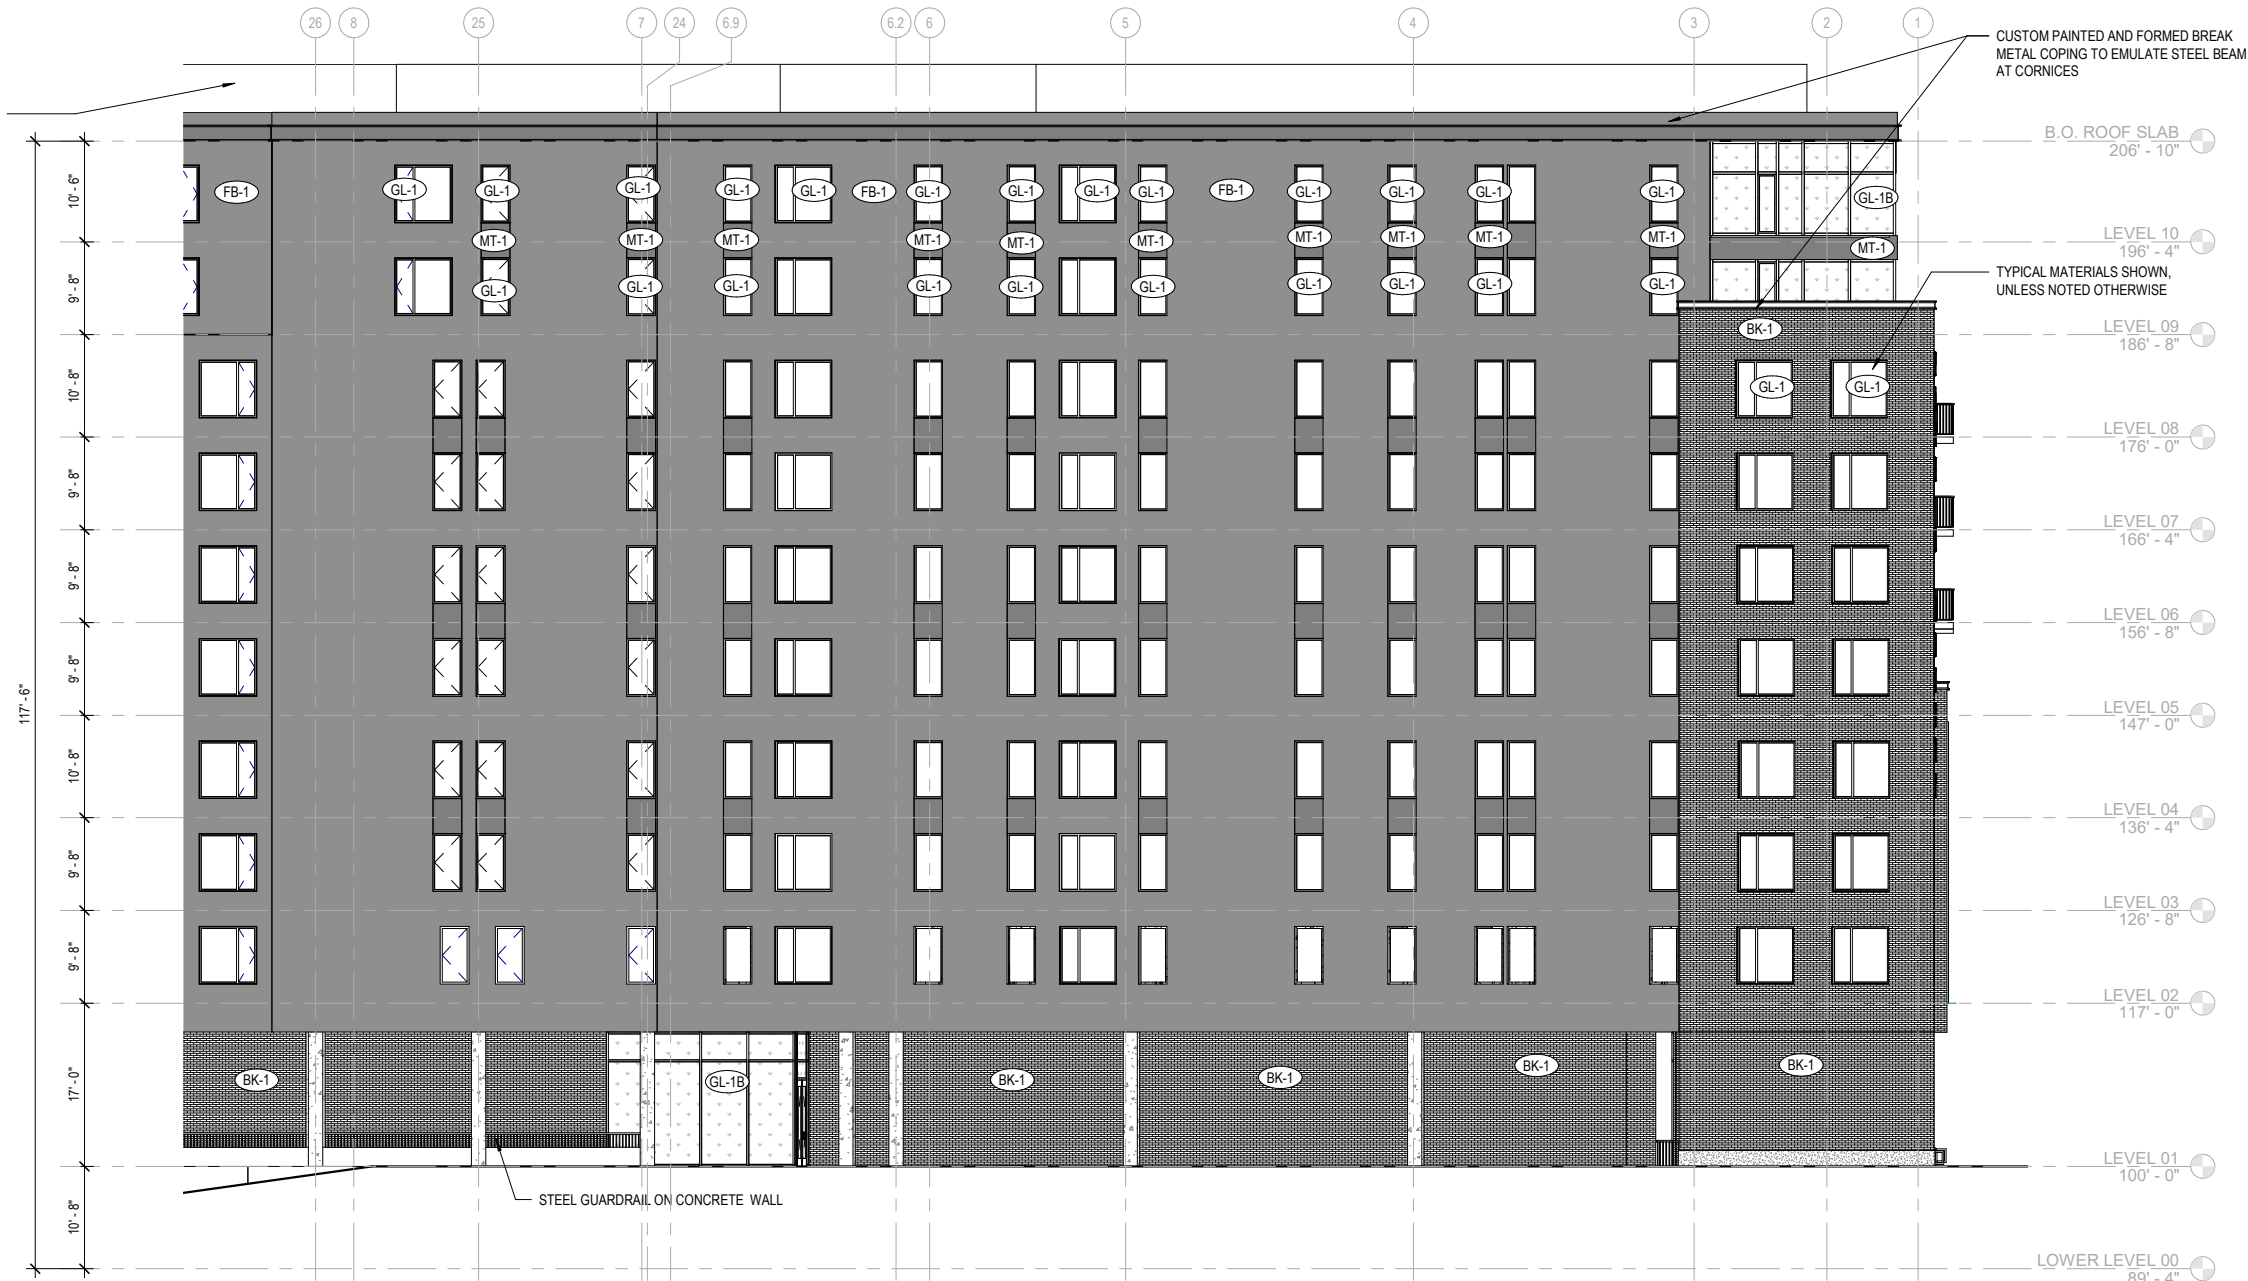 26 8 25 7 24 6.9 6.2 6 5 4 3 2 1
CUSTOM PAINTED AND FORMED BREAK
METAL COPING TO EMULATE STEEL BEAM
AT CORNICES
B.O. ROOF SLAB
206' - 10"
10' - 6"
FB-1 GL-1 GL-1 GL-1 GL-1 GL-1 FB-1 GL-1 GL-1 GL-1 GL-1 FB-1 GL-1 GL-1 GL-1 GL-1 GL-1B
MT-1 MT-1 MT-1 MT-1 MT-1 MT-1 MT-1 MT-1 MT-1 MT-1 MT-1
LEVEL 10
196' - 4"
TYPICAL MATERIALS SHOWN,
UNLESS NOTED OTHERWISE
9' - 8"
GL-1 GL-1 GL-1 GL-1 GL-1 GL-1 GL-1 GL-1 GL-1 GL-1
BK-1
LEVEL 09
186' - 8"
10' - 8"
GL-1 GL-1
LEVEL 08
176' - 0"
9' - 8"
LEVEL 07
166' - 4"
9' - 8"
LEVEL 06
156' - 8"
9' - 8"
117' - 6"
LEVEL 05
147' - 0"
10' - 8"
LEVEL 04
136' - 4"
9' - 8"
LEVEL 03
126' - 8"
9' - 8"
LEVEL 02
117' - 0"
17' - 0"
BK-1 GL-1B BK-1 BK-1 BK-1 BK-1
LEVEL 01
100' - 0"
STEEL GUARDRAIL ON CONCRETE WALL
10' - 8"
LOWER LEVEL 00
89' - 4"